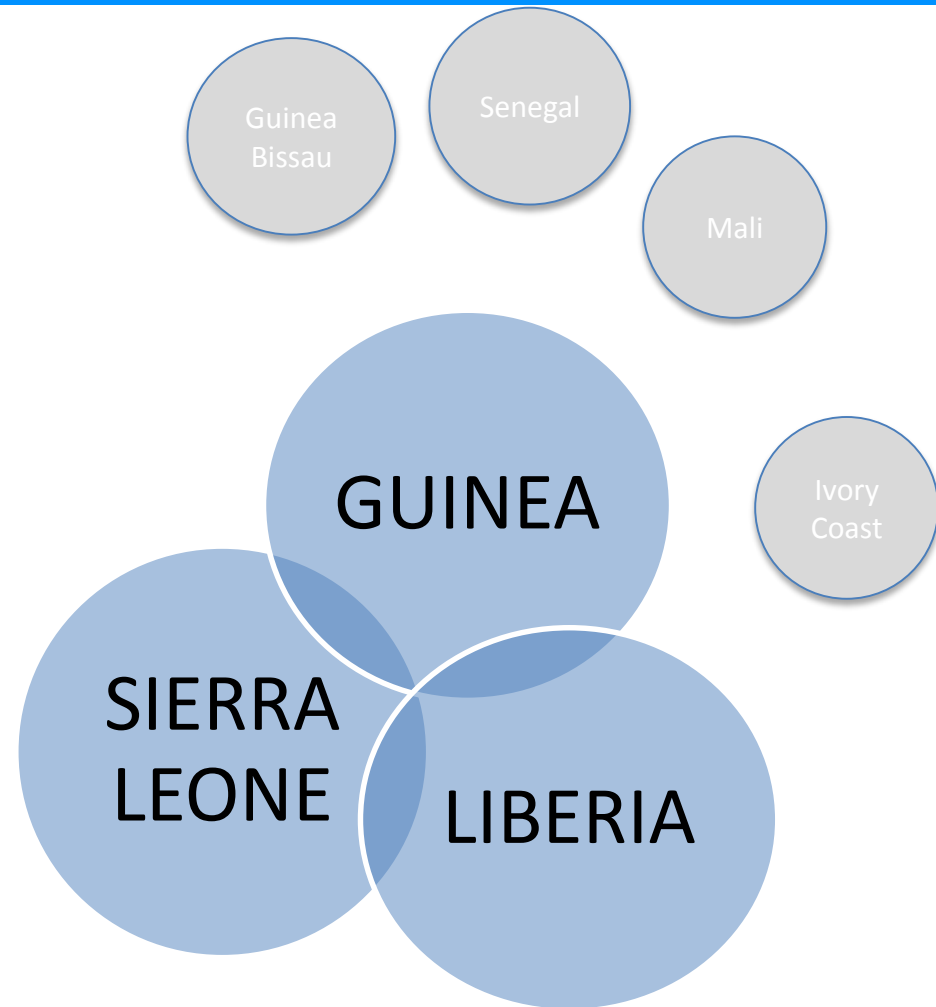 Guinea
Bissau
Senegal
Mali
Ivory
Coast
GUINEA
SIERRA
LEONE
LIBERIA